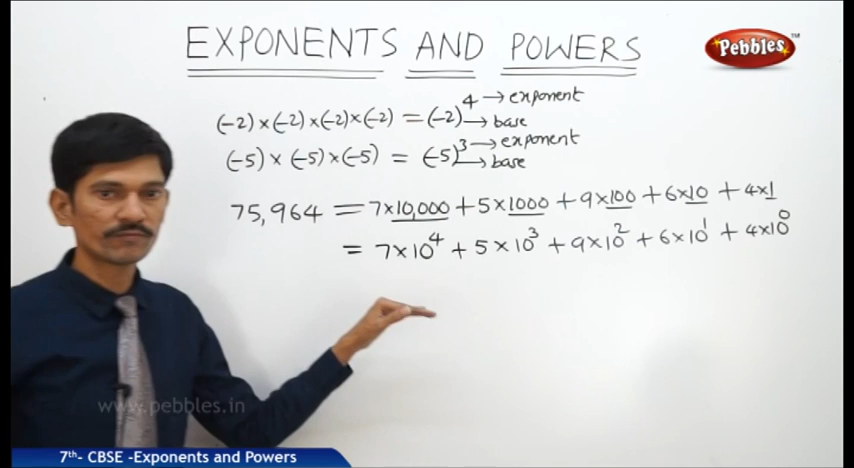 EXPONENTS AND POWERS
Pebbles™
(-2) × (-2) × (-2) × (-2) = (-2)⁴ → exponent
→ base
(-5) × (-5) × (-5) = (-5)³ → exponent
→ base
75,964 = 7×10,000 + 5×1000 + 9×100 + 6×10 + 4×1
= 7×10⁴ + 5×10³ + 9×10² + 6×10¹ + 4×10⁰
www.pebbles.in
7th- CBSE -Exponents and Powers